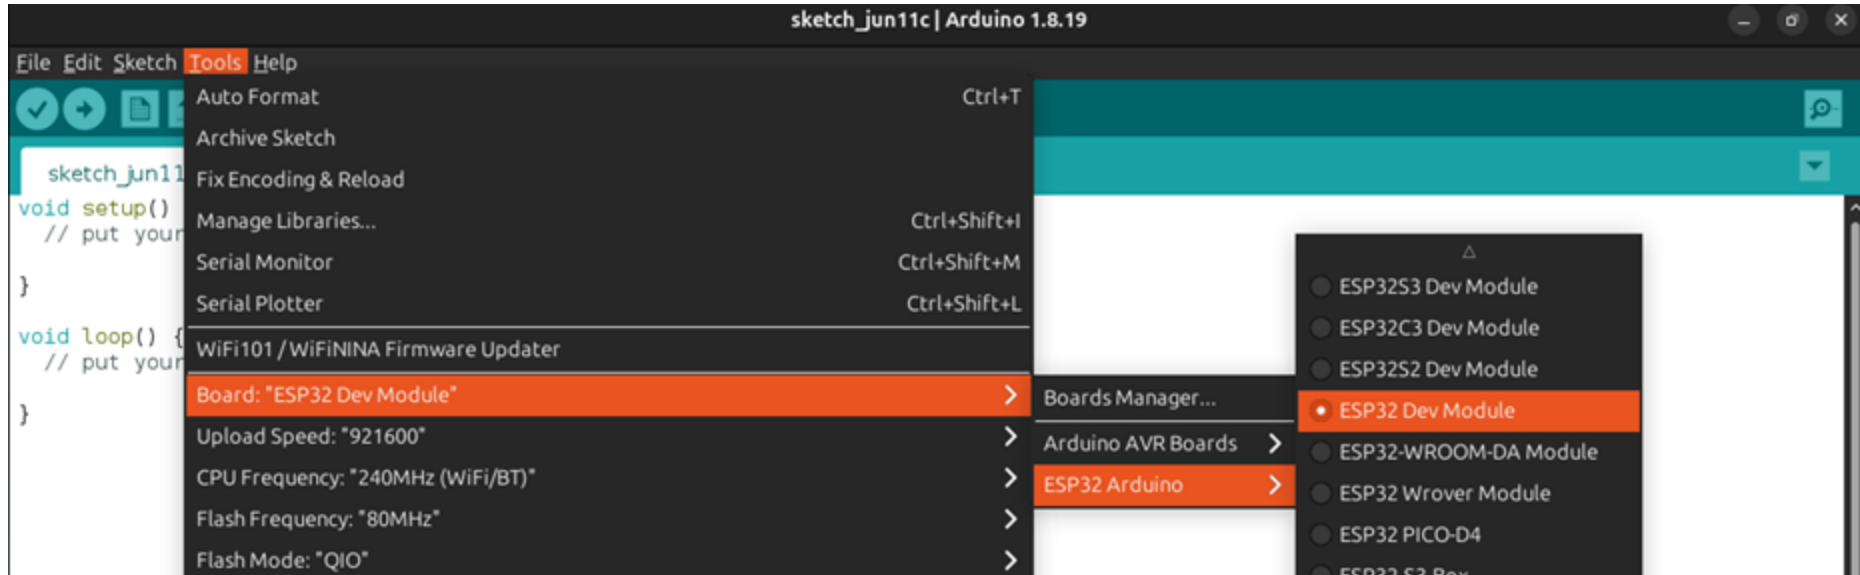 sketch_jun11c | Arduino 1.8.19
File Edit Sketch Tools Help
Auto Format Ctrl+T
Archive Sketch
Fix Encoding & Reload
Manage Libraries... Ctrl+Shift+I
Serial Monitor Ctrl+Shift+M
Serial Plotter Ctrl+Shift+L
WiFi101 / WiFiNINA Firmware Updater
Board: "ESP32 Dev Module"
Upload Speed: "921600"
CPU Frequency: "240MHz (WiFi/BT)"
Flash Frequency: "80MHz"
Flash Mode: "QIO"
sketch_jun11
void setup()
// put your
}
void loop() {
// put your
}
Boards Manager...
Arduino AVR Boards
ESP32 Arduino
ESP32S3 Dev Module
ESP32C3 Dev Module
ESP32S2 Dev Module
ESP32 Dev Module
ESP32-WROOM-DA Module
ESP32 Wrover Module
ESP32 PICO-D4
ESP32 S3 Box